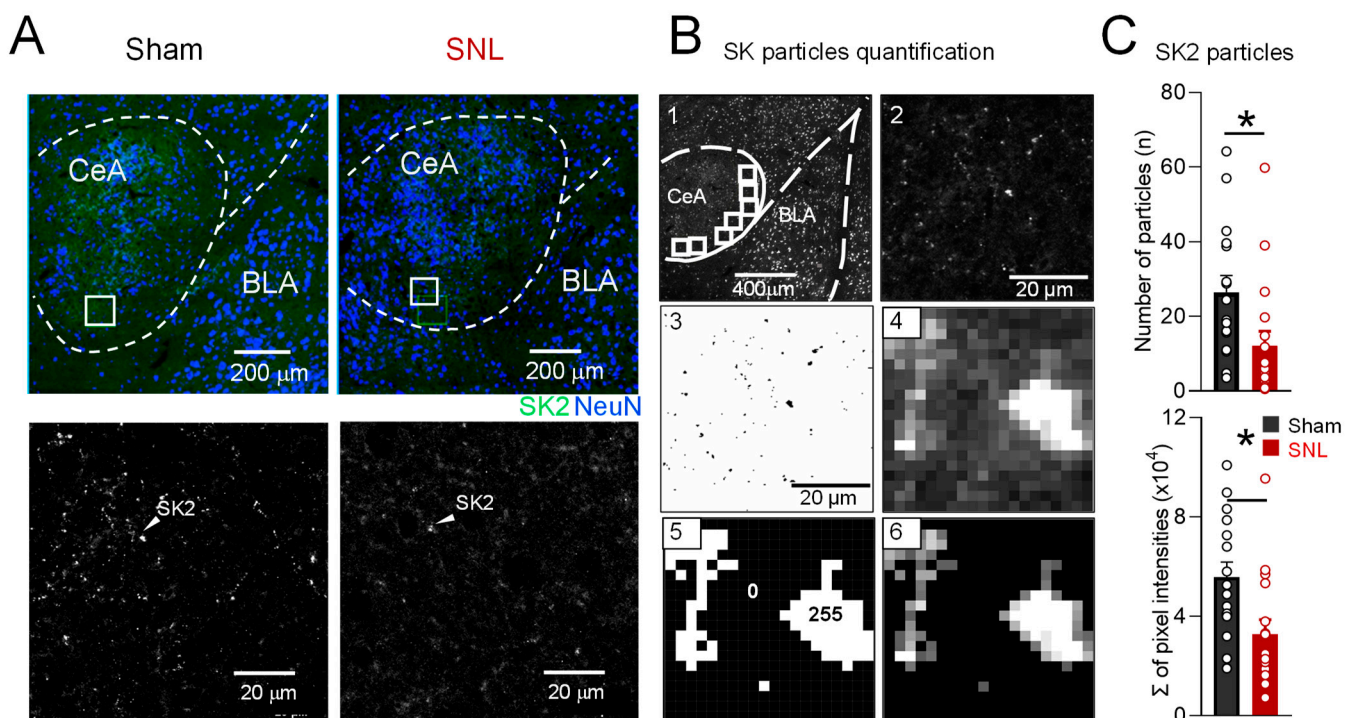 A
Sham
SNL
CeA
BLA
200 μm
CeA
BLA
200 μm
SK2 NeuN
SK2
20 μm
SK2
20 μm
B
SK particles quantification
1
CeA
BLA
400μm
2
20 μm
3
20 μm
4
5
0
255
6
C
SK2 particles
Number of particles (n)
80
60
40
20
0
*
Σ of pixel intensities (x10⁴)
12
8
4
0
*
Sham
SNL